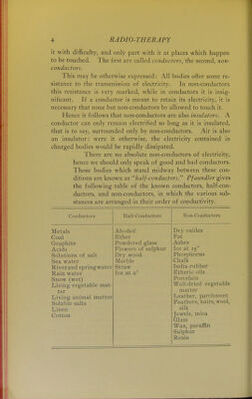 4 RADIO-THERAPY
it with difficulty, and only part with it at places which happen
to be touched. The first are called conductors, the second, non-
conductors.
This may be otherwise expressed: All bodies offer some re-
sistance to the transmission of electricity. In non-conductors
this resistance is very marked, while in conductors it is insig-
nificant. If a conductor is meant to retain its electricity, it is
necessary that none but non-conductors be allowed to touch it.
Hence it follows that non-conductors are also insulators. A
conductor can only remain electrified so long as it is insulated,
that is to say, surrounded only by non-conductors. Air is also
an insulator: were it otherwise, the electricity contained in
charged bodies would be rapidly dissipated.
There are no absolute non-conductors of electricity,
hence we should only speak of good and bad conductors.
Those bodies which stand midway between these con-
ditions are known as "half-conductors." Pfaundler gives
the following table of the known conductors, half-con-
ductors, and non-conductors, in which the various sub-
stances are arranged in their order of conductivity.
Conductors Half-Conductors Non-Conductors
Metals Alcohol Dry oxides
Coal Ether Fat
Graphite Powdered glass Ashes
Acids Flowers of sulphur Ice at 25°
Solutions of salt Dry wood Phosphorus
Sea water Marble Chalk
River and spring water Straw India-rubber
Rain water Ice at 0° Etheric oils
Snow (wet) Porcelain
Living vegetable mat- Well-dried vegetable
ter matter
Living animal matter Leather, parchment
Soluble salts Feathers, hairs, wool,
Linen silk
Cotton Jewels, mica
Glass
Wax, paraffin
Sulphur
Resin